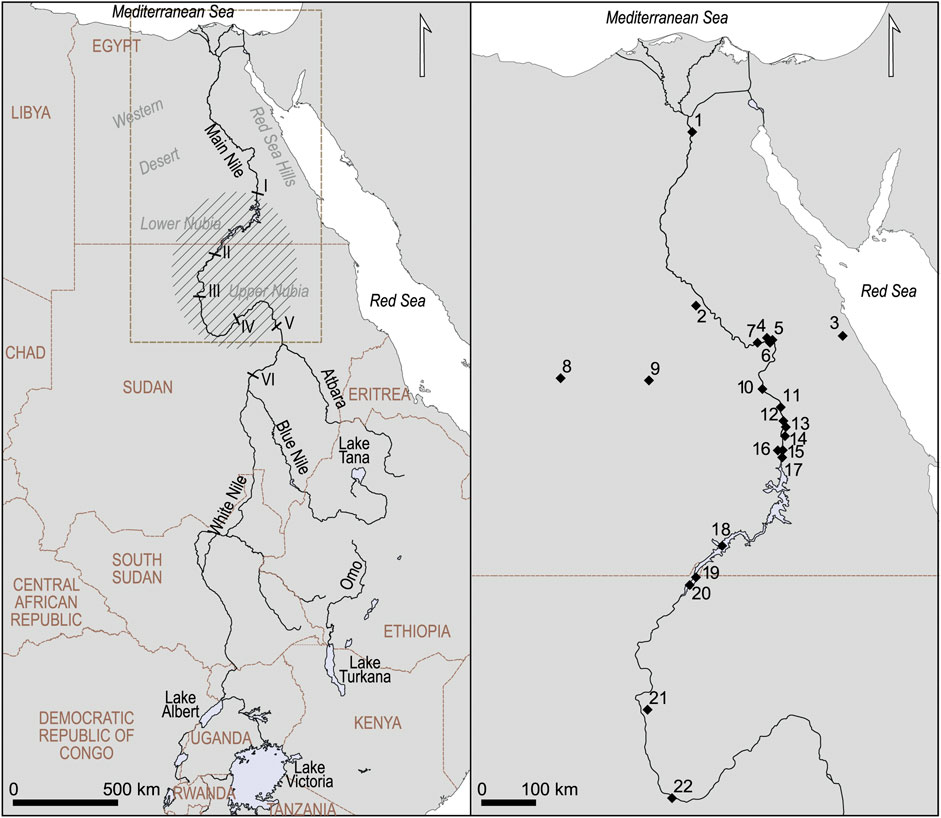 Mediterranean Sea
EGYPT
LIBYA
Western
Desert
Main Nile
Red Sea Hills
I
Lower Nubia
II
III
Upper Nubia
IV
V
Red Sea
CHAD
SUDAN
VI
Atbara
ERITREA
Blue Nile
Lake
Tana
White Nile
SOUTH
SUDAN
Omo
CENTRAL
AFRICAN
REPUBLIC
ETHIOPIA
Lake
Turkana
Lake
Albert
DEMOCRATIC
REPUBLIC OF
CONGO
UGANDA
KENYA
Lake
Victoria
RWANDA
TANZANIA
0 500 km
Mediterranean Sea
1
Red Sea
2
3
4
5
6
7
8
9
10
11
12
13
14
15
16
17
18
19
20
21
22
0 100 km